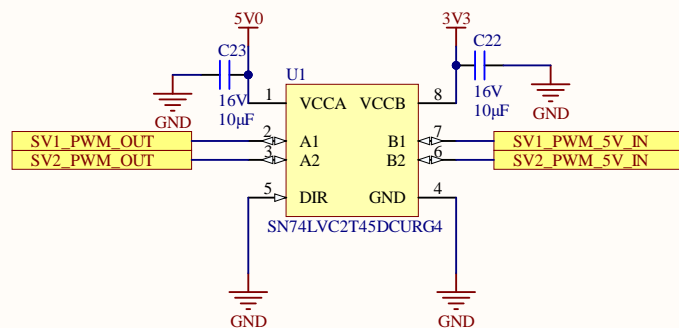 5V0
3V3
C23
C22
U1
16V
10µF
16V
10µF
GND
GND
1
VCCA
VCCB
8
SV1_PWM_OUT
2
A1
B1
7
SV1_PWM_5V_IN
SV2_PWM_OUT
3
A2
B2
6
SV2_PWM_5V_IN
5
DIR
GND
4
SN74LVC2T45DCURG4
GND
GND